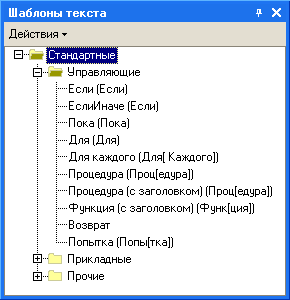 Шаблоны текста
Действия
Стандартные
Управляющие
Если (Если)
ЕслиИначе (Если)
Пока (Пока)
Для (Для)
Для каждого (Для[ Каждого])
Процедура (Проц[едура])
Процедура (с заголовком) (Проц[едура])
Функция (с заголовком) (Функ[ция])
Возврат
Попытка (Попы[тка])
Прикладные
Прочие